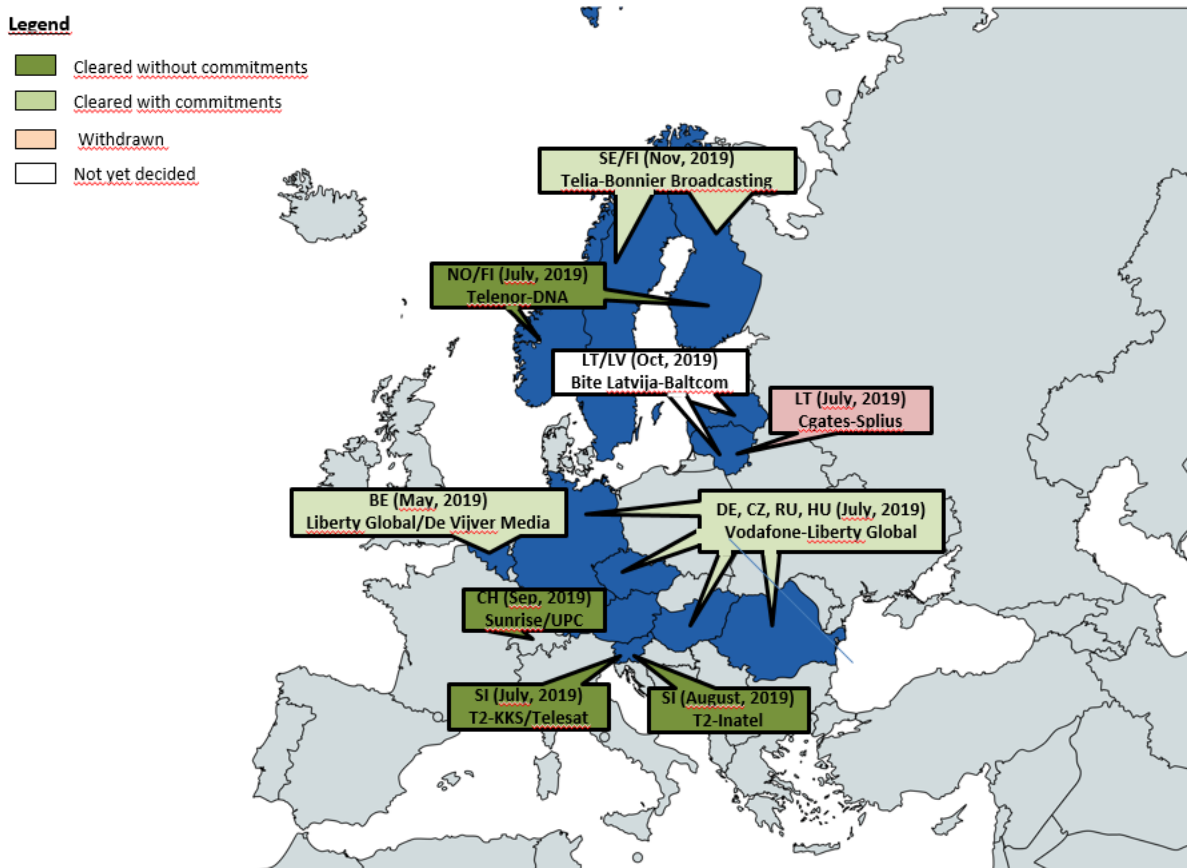 Legend
Cleared without commitments
Cleared with commitments
Withdrawn
Not yet decided
SE/FI (Nov, 2019)
Telia-Bonnier Broadcasting
NO/FI (July, 2019)
Telenor-DNA
LT/LV (Oct, 2019)
Bite Latvija-Baltcom
LT (July, 2019)
Cgates-Splius
BE (May, 2019)
Liberty Global/De Vijver Media
DE, CZ, RU, HU (July, 2019)
Vodafone-Liberty Global
CH (Sep, 2019)
Sunrise/UPC
SI (July, 2019)
T2-KKS/Telesat
SI (August, 2019)
T2-Inatel